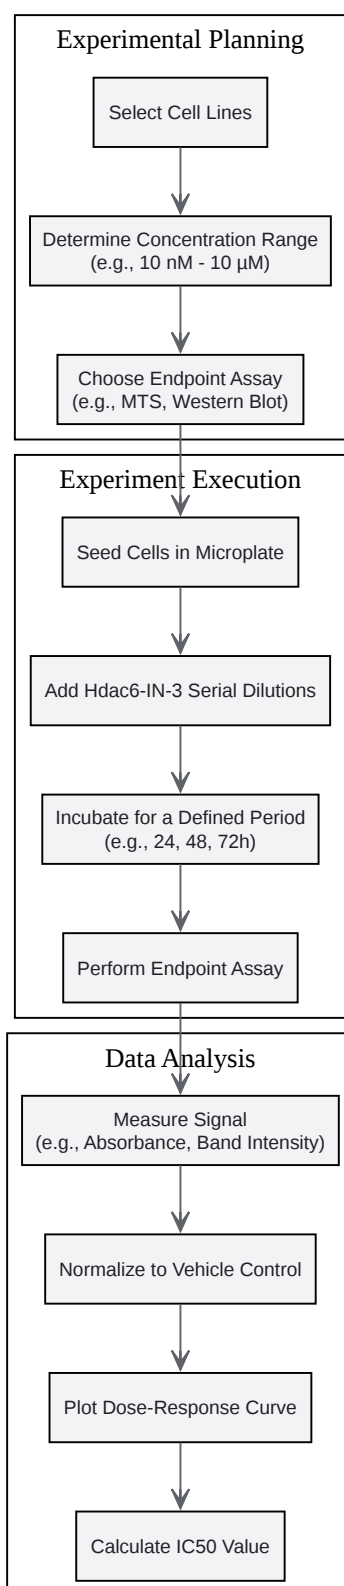 Experimental Planning
Select Cell Lines
Determine Concentration Range
(e.g., 10 nM - 10 µM)
Choose Endpoint Assay
(e.g., MTS, Western Blot)
Experiment Execution
Seed Cells in Microplate
Add Hdac6-IN-3 Serial Dilutions
Incubate for a Defined Period
(e.g., 24, 48, 72h)
Perform Endpoint Assay
Data Analysis
Measure Signal
(e.g., Absorbance, Band Intensity)
Normalize to Vehicle Control
Plot Dose-Response Curve
Calculate IC50 Value